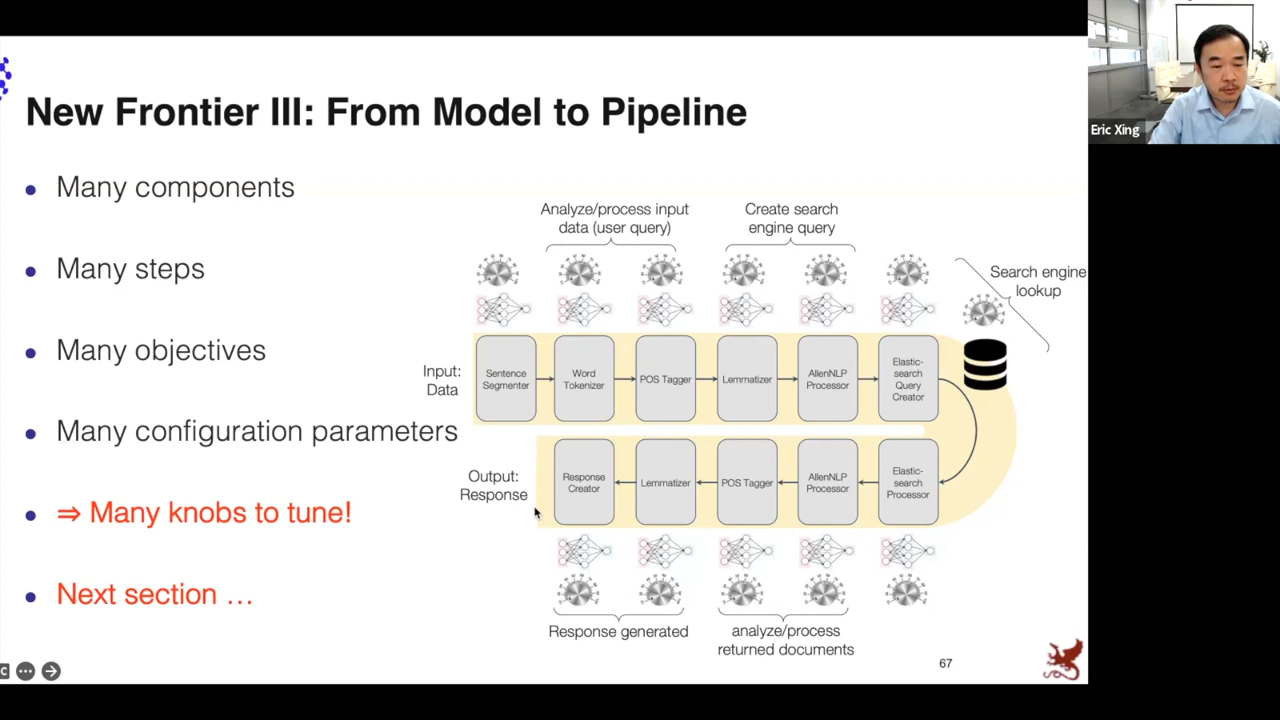 New Frontier III: From Model to Pipeline
Eric Xing
• Many components
• Many steps
• Many objectives
• Many configuration parameters
• ⇒ Many knobs to tune!
• Next section …
Analyze/process input
data (user query)
Create search
engine query
Search engine
lookup
Input:
Data
Sentence
Segmenter
Word
Tokenizer
POS Tagger
Lemmatizer
AllenNLP
Processor
Elastic-
search
Query
Creator
Output:
Response
Response
Creator
Lemmatizer
POS Tagger
AllenNLP
Processor
Elastic-
search
Processor
Response generated
analyze/process
returned documents
67